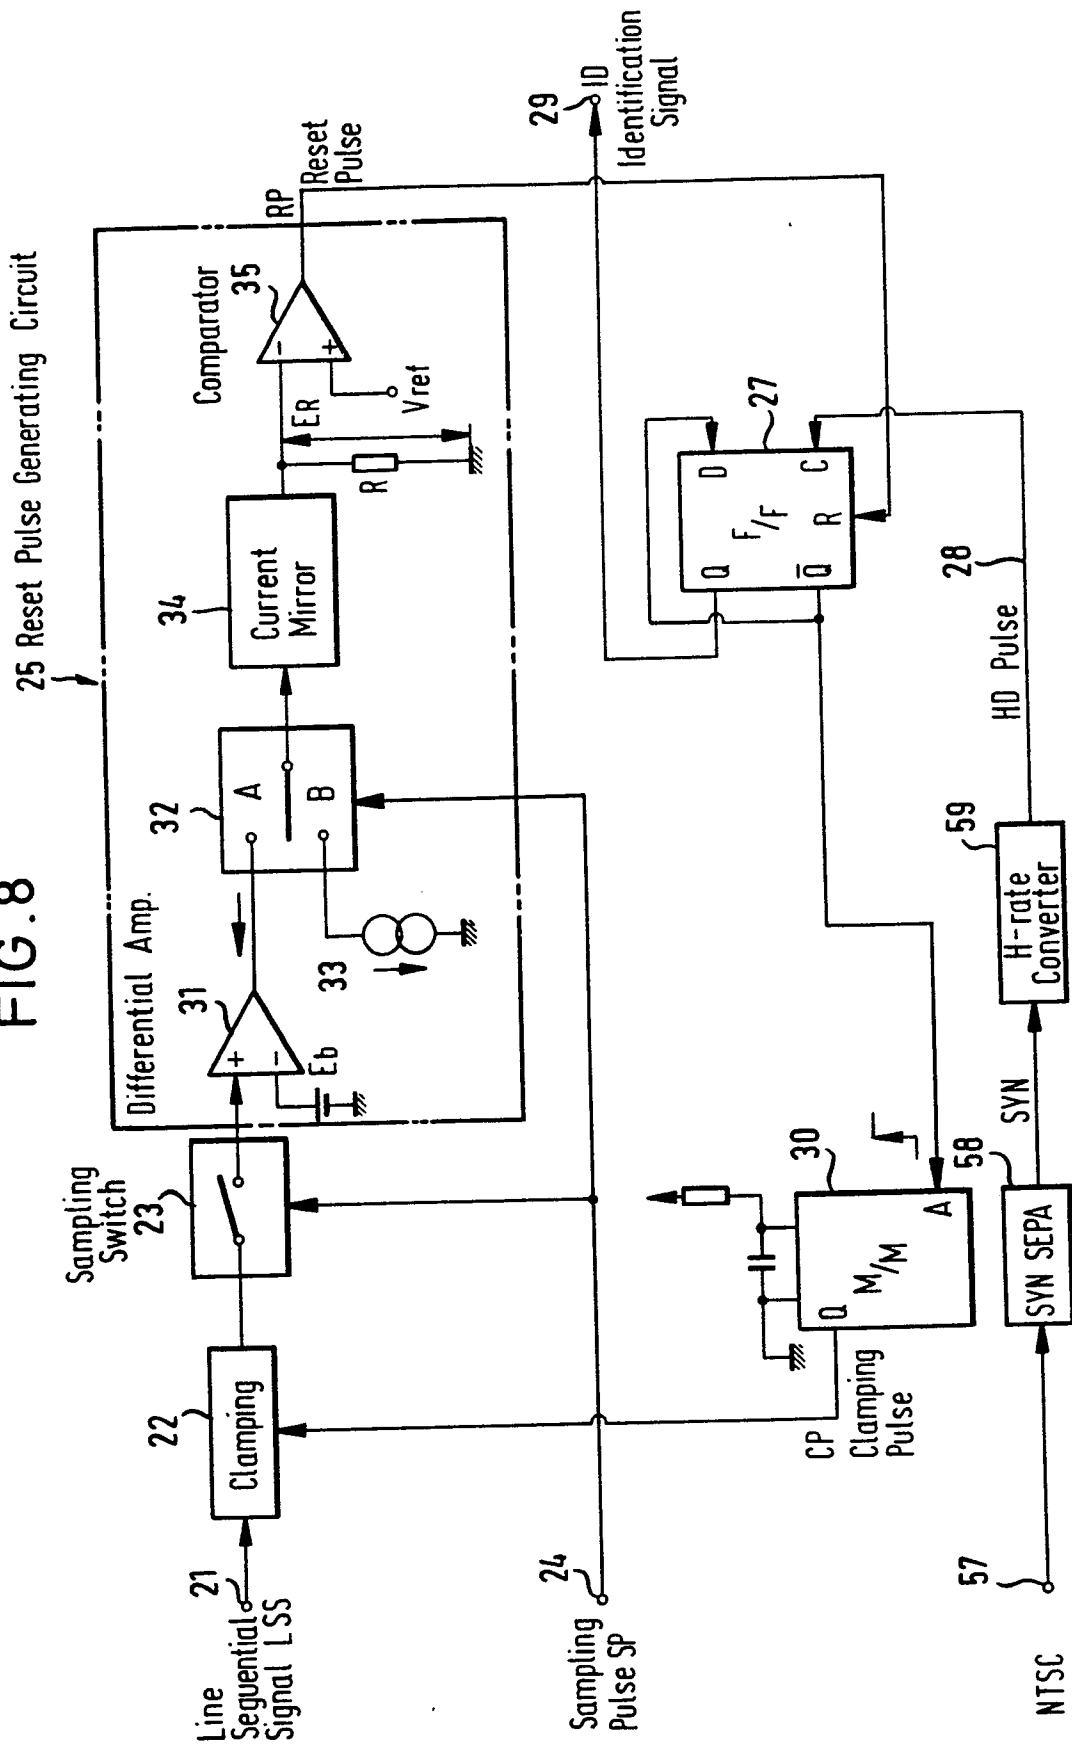 FIG.8
25 Reset Pulse Generating Circuit
Line
Sequential
Signal LSS
21
22
Clamping
Sampling
Switch
23
Differential Amp.
31
+
−
Eb
32
A
B
33
34
Current
Mirror
R
ER
Comparator
35
−
+
Vref
RP
Reset
Pulse
Sampling
Pulse SP
24
29
ID
Identification
Signal
CP
Clamping
Pulse
30
Q
M/M
A
27
Q
D
F/F
Q̅
R
C
28
HD Pulse
NTSC
57
58
SYN SEPA
SYN
59
H-rate
Converter